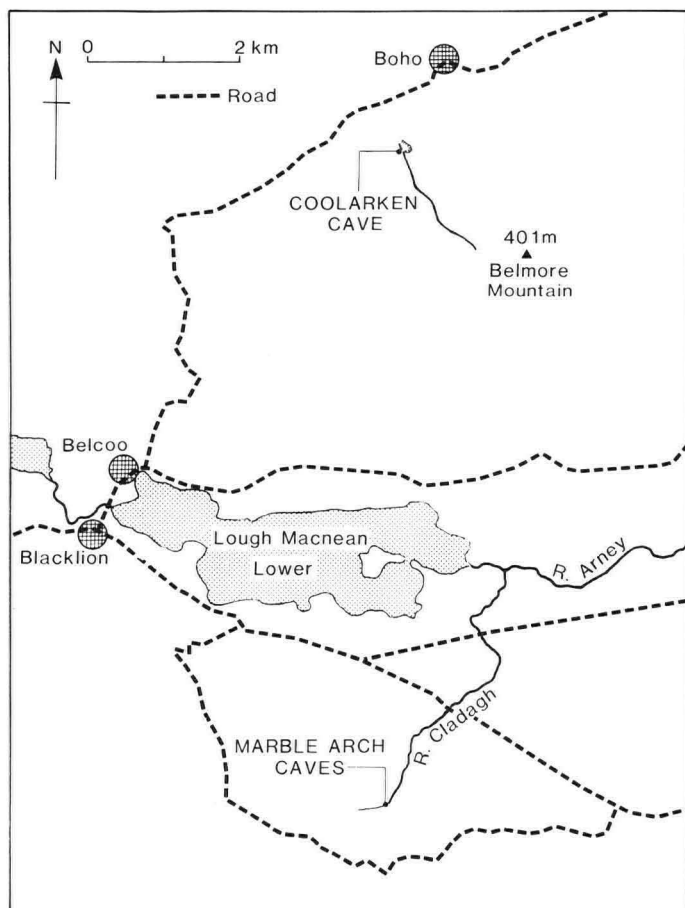 N
0 2 km
Road
Boho
COOLARKEN
CAVE
401m
Belmore
Mountain
Belcoo
Blacklion
Lough Macnean
Lower
R. Arney
R. Cladagh
MARBLE ARCH
CAVES